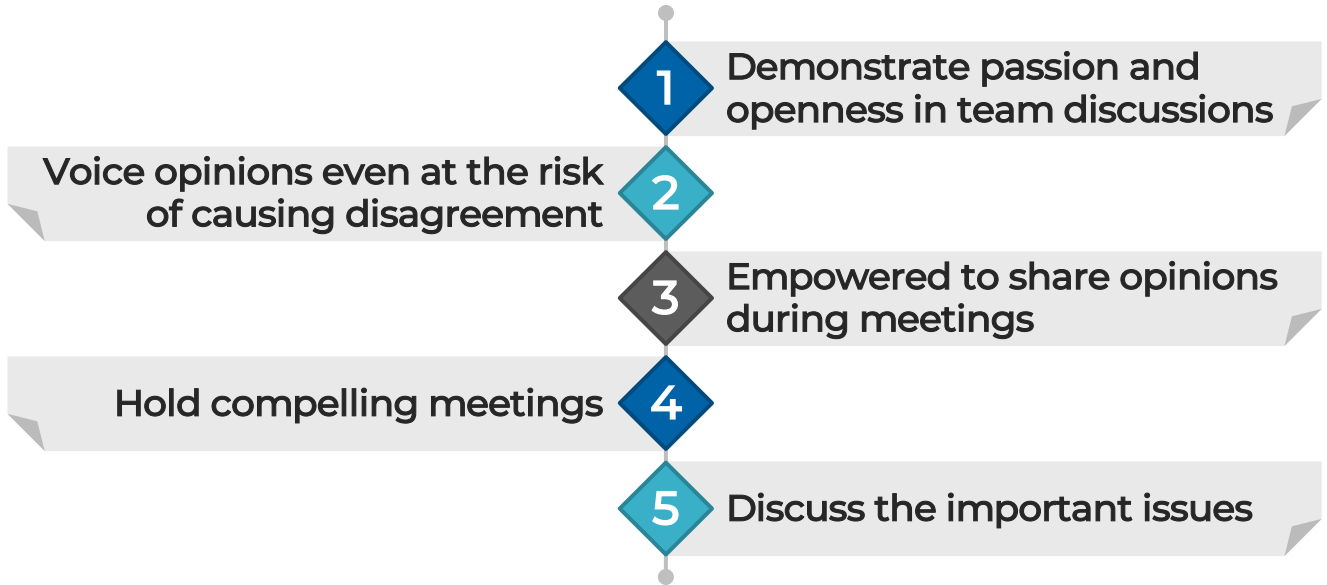 1
Demonstrate passion and
openness in team discussions
Voice opinions even at the risk
of causing disagreement
2
3
Empowered to share opinions
during meetings
Hold compelling meetings
4
5
Discuss the important issues